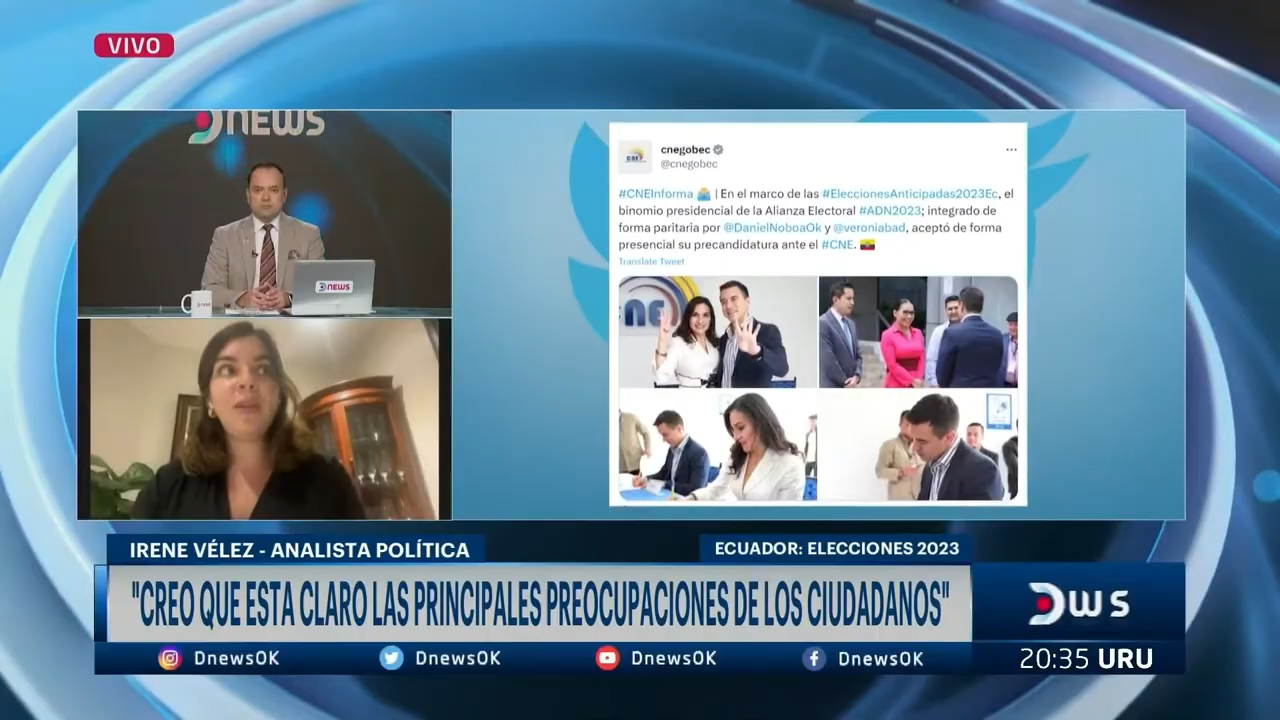 VIVO
NEWS
cnegobec
@cnegobec
#CNEInforma | En el marco de las #EleccionesAnticipadas2023Ec, el
binomio presidencial de la Alianza Electoral #ADN2023; integrado de
forma paritaria por @DanielNoboaOk y @veroniabad, aceptó de forma
presencial su precandidatura ante el #CNE.
Translate Tweet
DNEWS
IRENE VÉLEZ - ANALISTA POLÍTICA
ECUADOR: ELECCIONES 2023
"CREO QUE ESTA CLARO LAS PRINCIPALES PREOCUPACIONES DE LOS CIUDADANOS"
DWS
DnewsOK
DnewsOK
DnewsOK
DnewsOK
20:35 URU